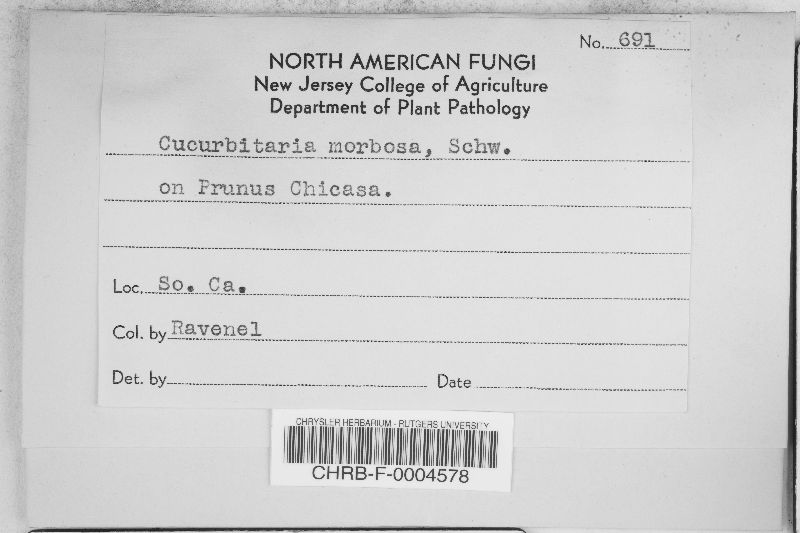 No. 691
NORTH AMERICAN FUNGI
New Jersey College of Agriculture
Department of Plant Pathology
Cucurbitaria morbosa, Schw.
on Prunus Chicasa.
Loc. So. Ca.
Col. by Ravenel
Det. by
Date
CHRYSLER HERBARIUM - RUTGERS UNIVERSITY
CHRB-F-0004578